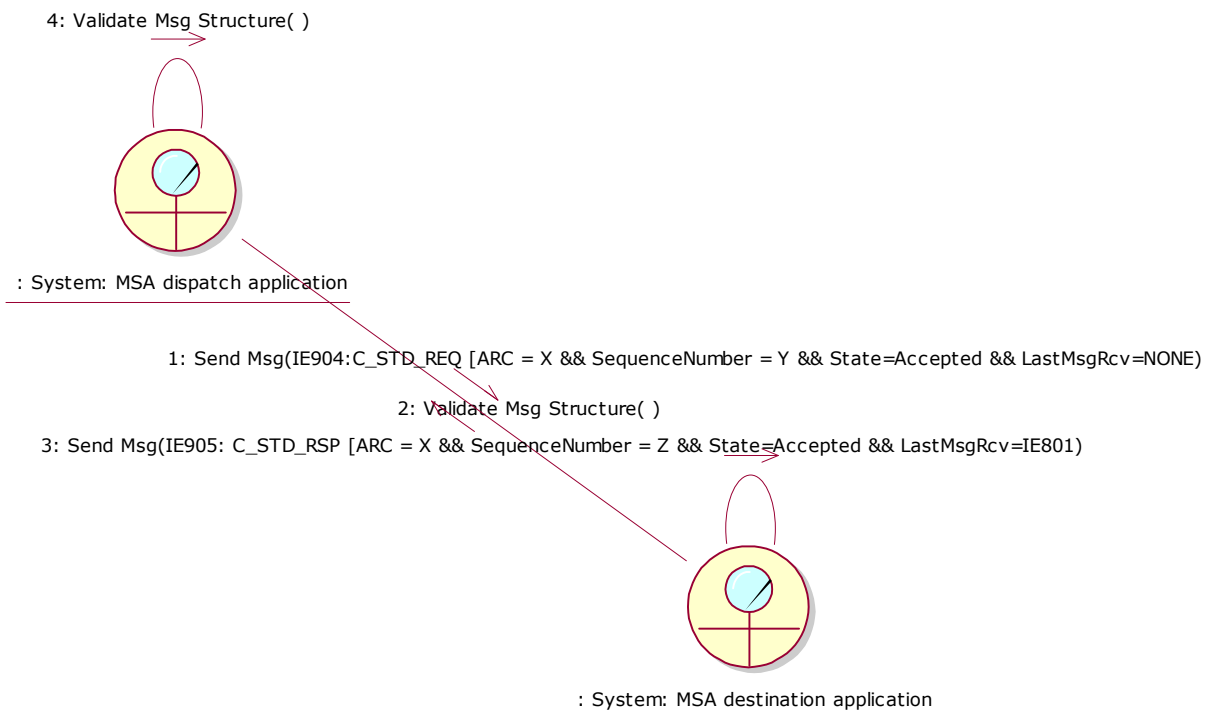 4: Validate Msg Structure( )
: System: MSA dispatch application
1: Send Msg(IE904:C_STD_REQ [ARC = X && SequenceNumber = Y && State=Accepted && LastMsgRcv=NONE)
2: Validate Msg Structure( )
3: Send Msg(IE905: C_STD_RSP [ARC = X && SequenceNumber = Z && State=Accepted && LastMsgRcv=IE801)
: System: MSA destination application